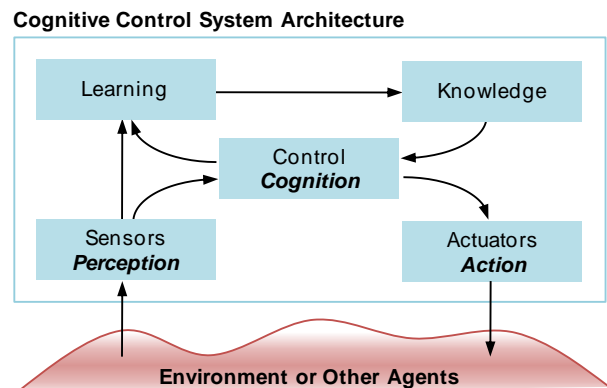 Cognitive Control System Architecture
Learning
Knowledge
Control
Cognition
Sensors
Perception
Actuators
Action
Environment or Other Agents